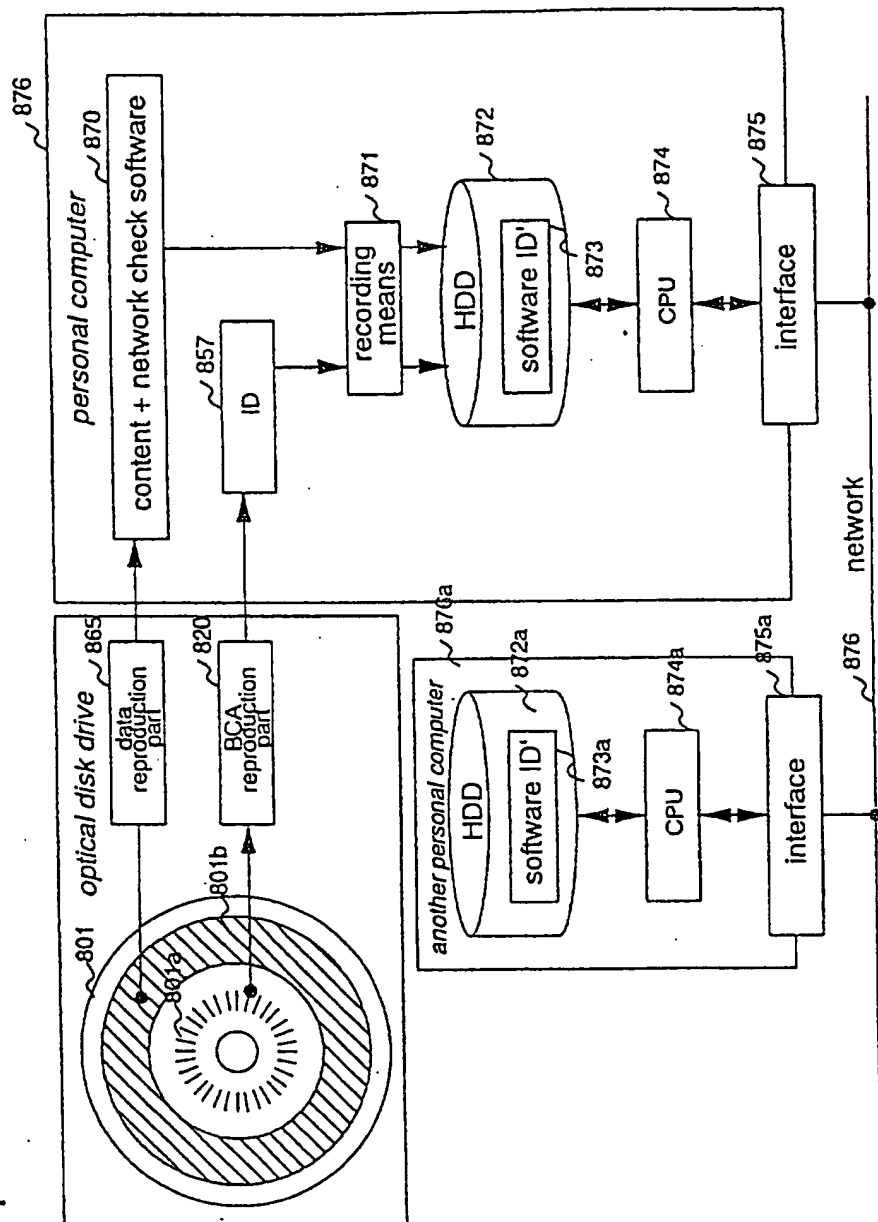 876
personal computer
870
content + network check software
857
ID
871
recording
means
872
HDD
software ID'
873
874
CPU
875
interface
optical disk drive
865
data
reproduction
part
820
BCA
reproduction
part
801
801a
801b
876a
another personal computer
872a
HDD
software ID'
873a
874a
CPU
875a
interface
876
network